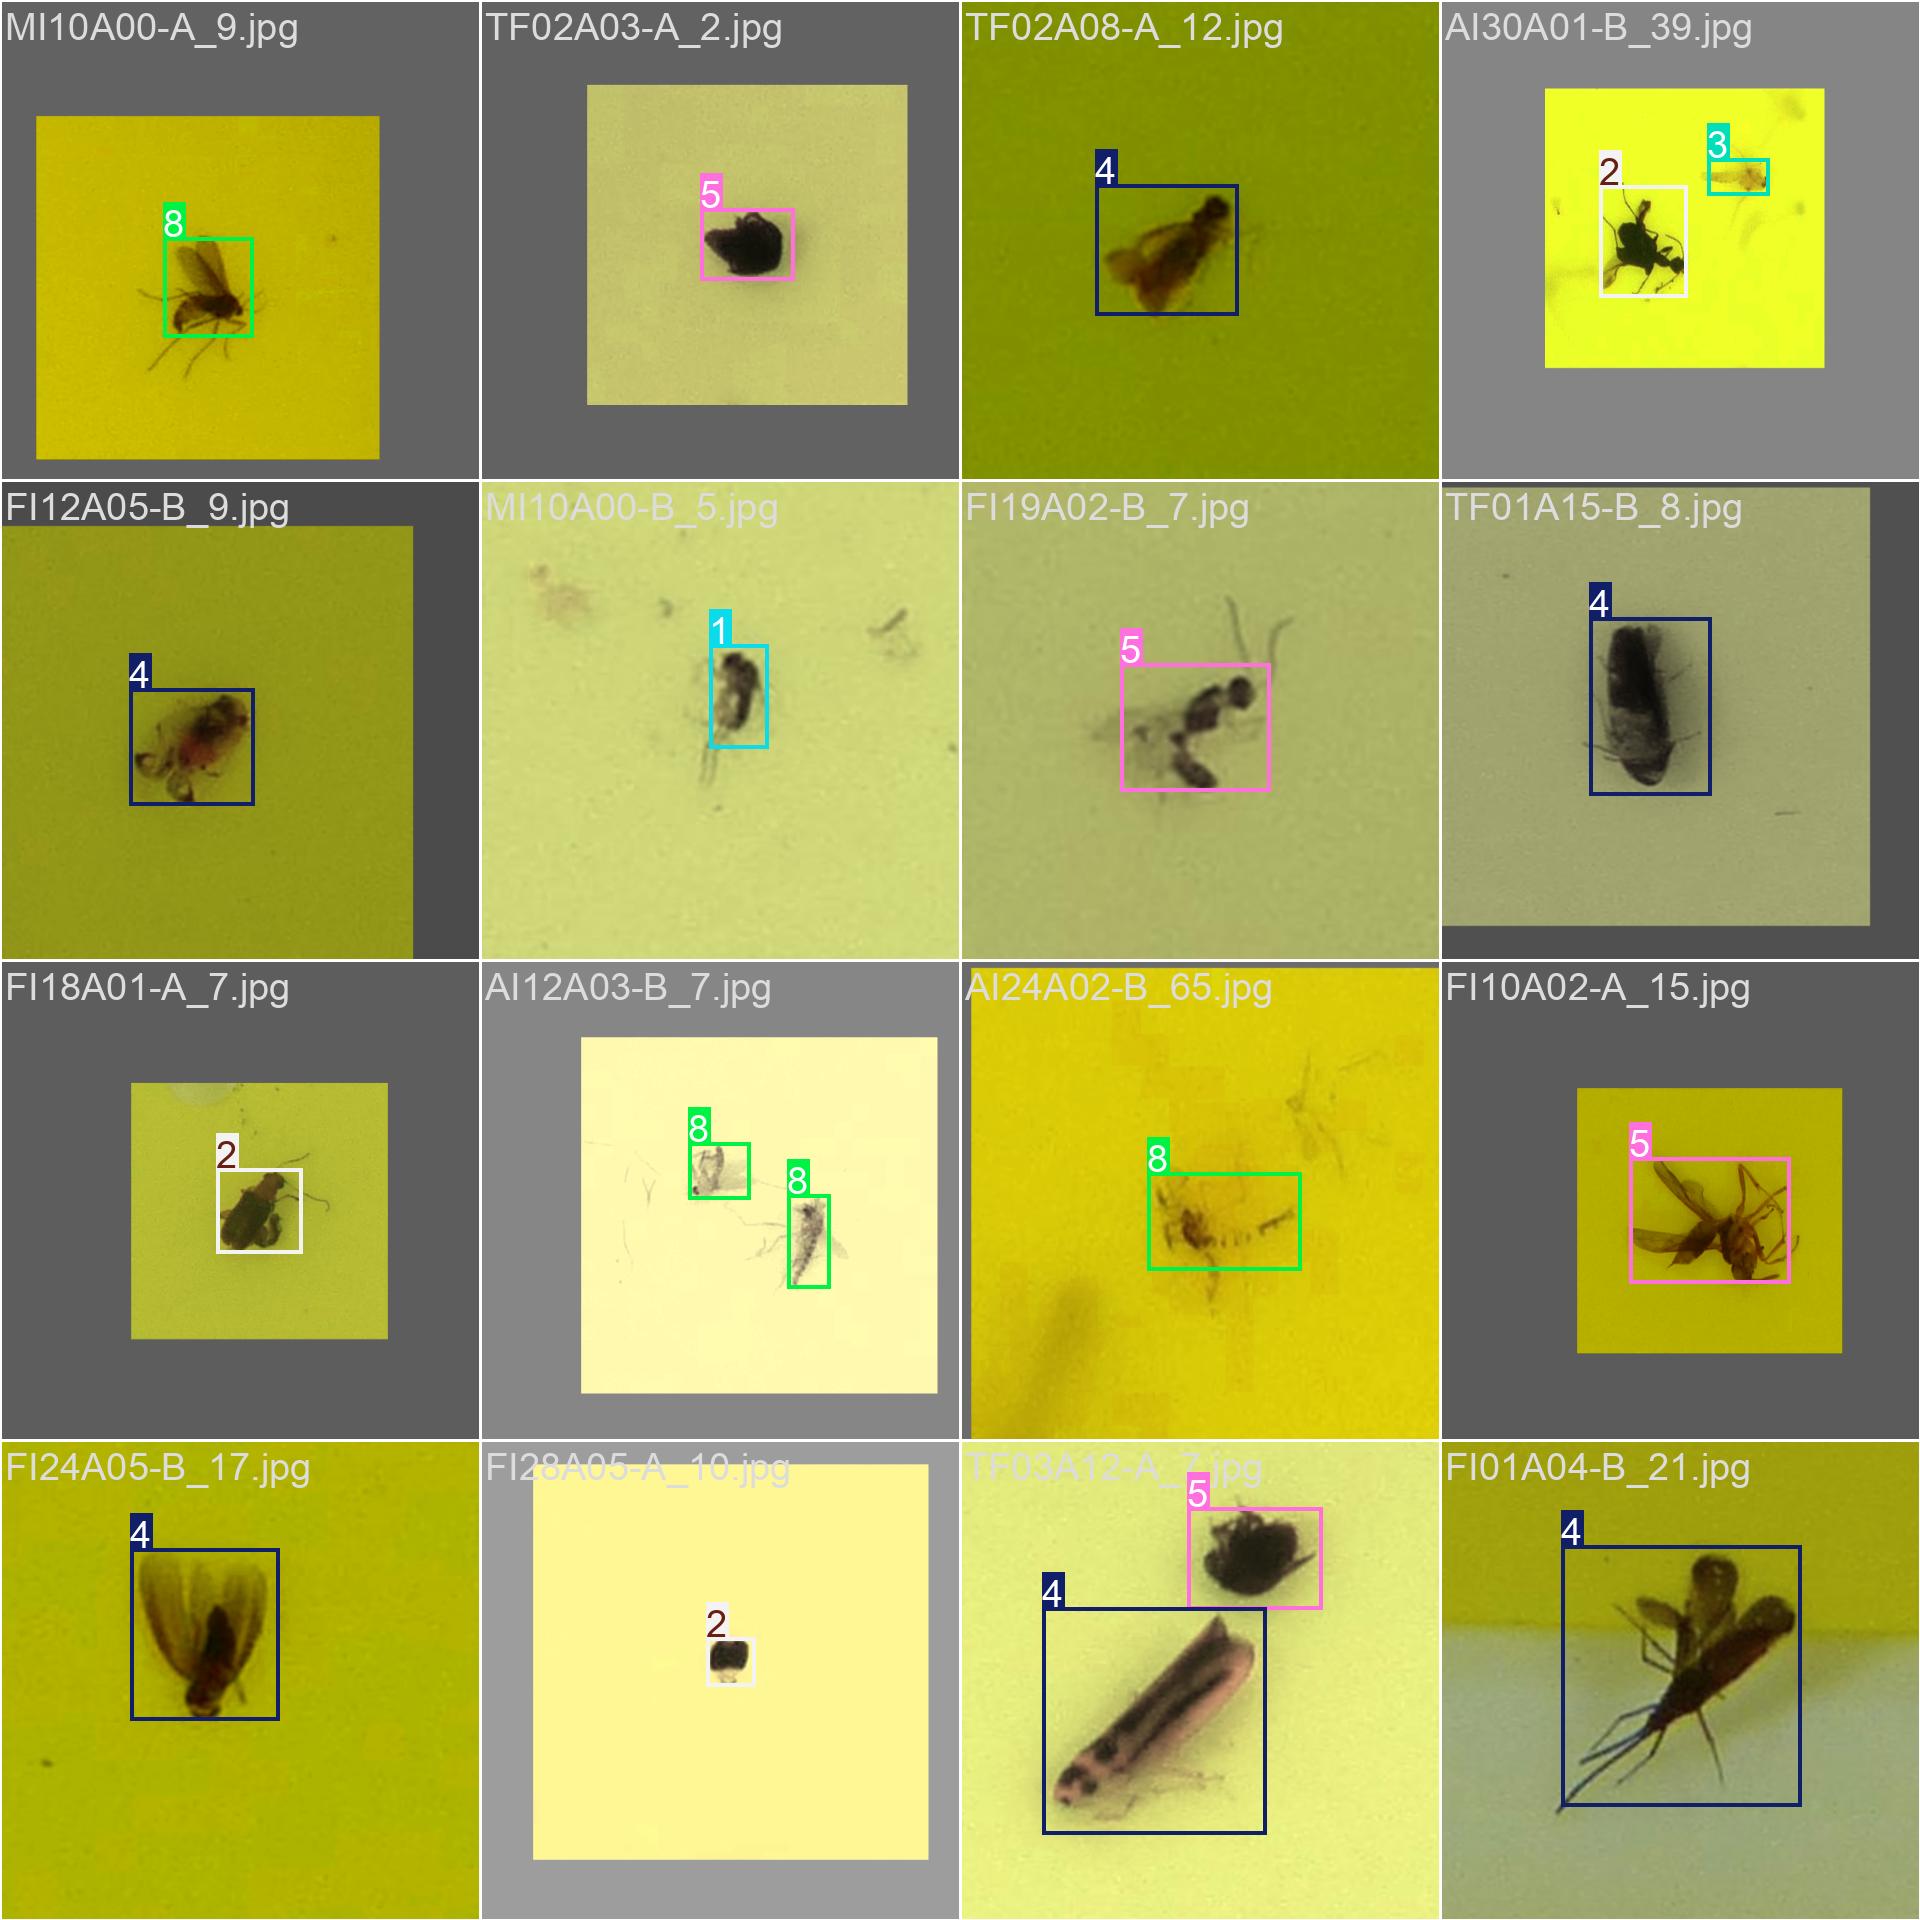 MI10A00-A_9.jpg
8
TF02A03-A_2.jpg
5
TF02A08-A_12.jpg
4
AI30A01-B_39.jpg
3
2
FI12A05-B_9.jpg
4
MI10A00-B_5.jpg
1
FI19A02-B_7.jpg
5
TF01A15-B_8.jpg
4
FI18A01-A_7.jpg
2
AI12A03-B_7.jpg
8
8
AI24A02-B_65.jpg
8
FI10A02-A_15.jpg
5
FI24A05-B_17.jpg
4
FI28A05-A_10.jpg
2
TF03A12-A_7.jpg
5
4
FI01A04-B_21.jpg
4